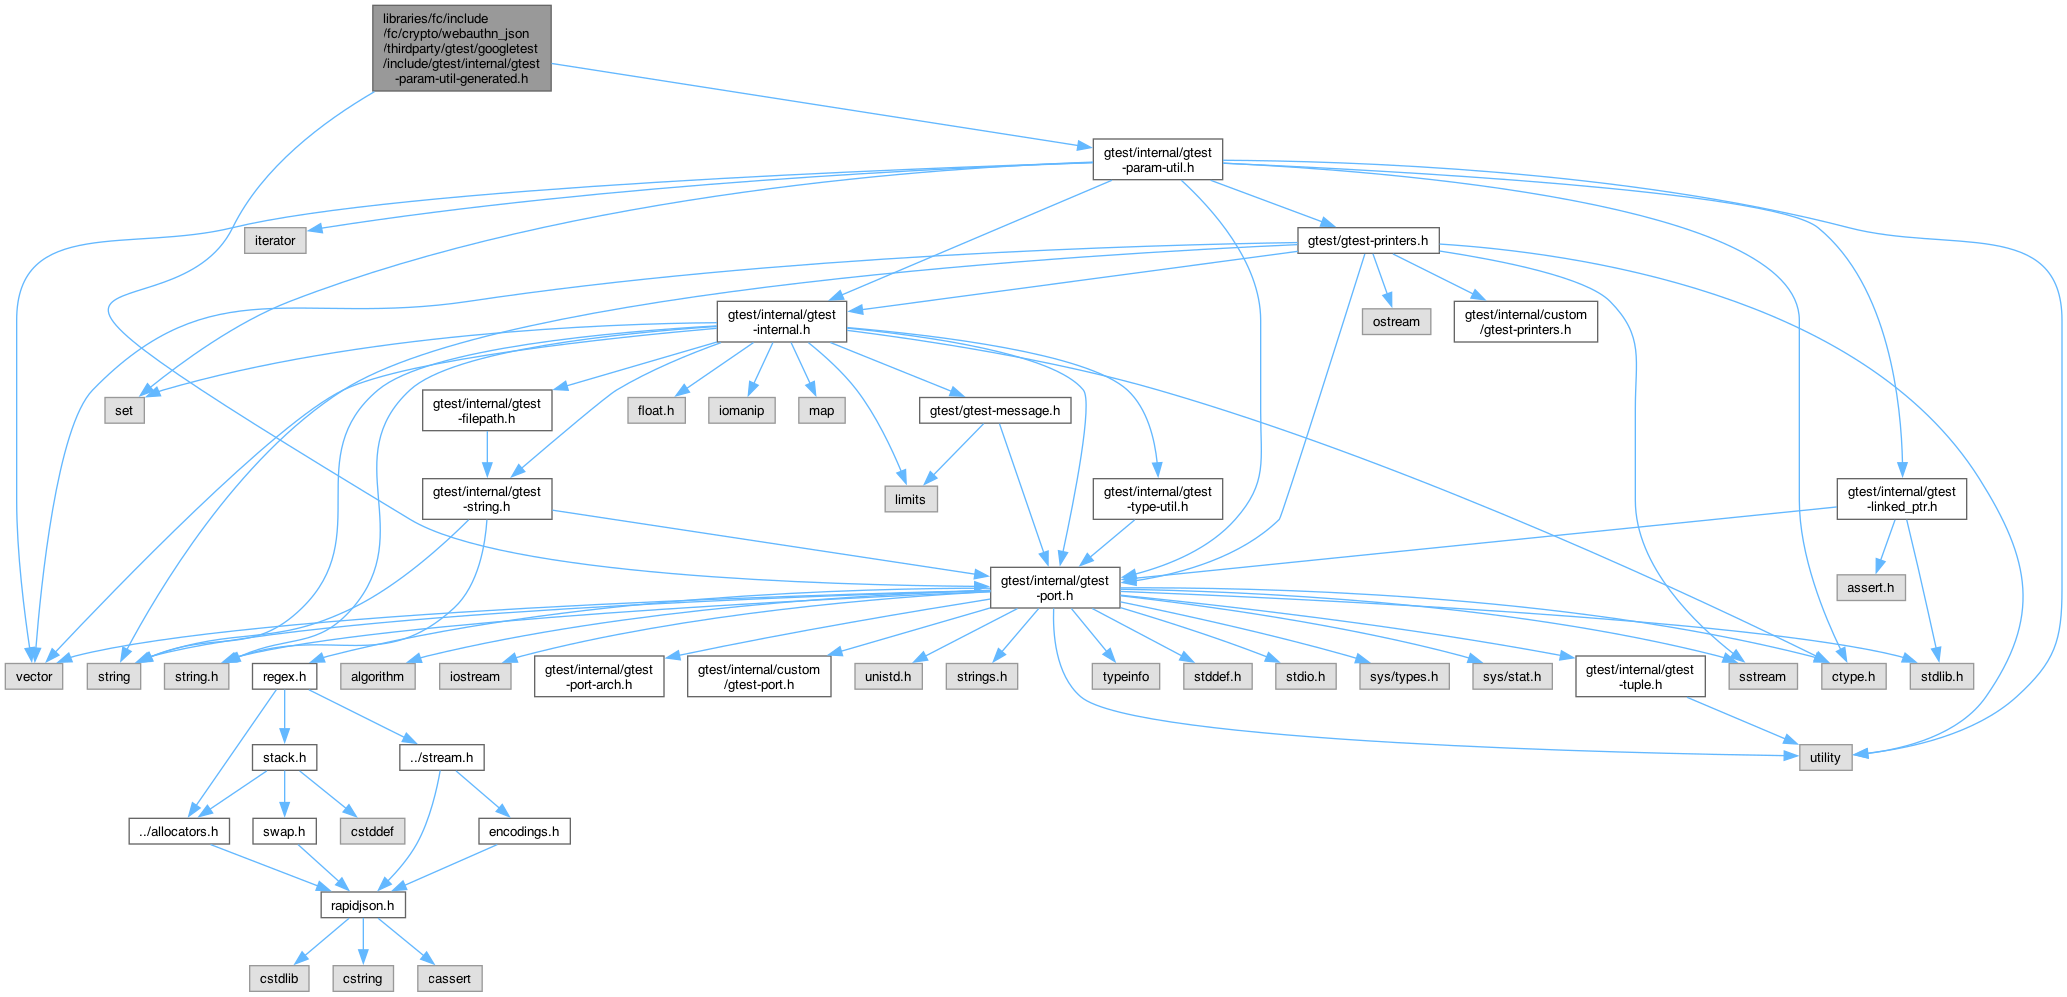 libraries/fc/include
/fc/crypto/webauthn_json
/thirdparty/gtest/googletest
/include/gtest/internal/gtest
-param-util-generated.h
gtest/internal/gtest
-param-util.h
iterator
gtest/gtest-printers.h
gtest/internal/gtest
-internal.h
ostream
gtest/internal/custom
/gtest-printers.h
set
gtest/internal/gtest
-filepath.h
float.h
iomanip
map
gtest/gtest-message.h
gtest/internal/gtest
-string.h
limits
gtest/internal/gtest
-type-util.h
gtest/internal/gtest
-linked_ptr.h
gtest/internal/gtest
-port.h
assert.h
vector
string
string.h
regex.h
algorithm
iostream
gtest/internal/gtest
-port-arch.h
gtest/internal/custom
/gtest-port.h
unistd.h
strings.h
typeinfo
stddef.h
stdio.h
sys/types.h
sys/stat.h
gtest/internal/gtest
-tuple.h
sstream
ctype.h
stdlib.h
stack.h
../stream.h
utility
../allocators.h
swap.h
cstddef
encodings.h
rapidjson.h
cstdlib
cstring
cassert